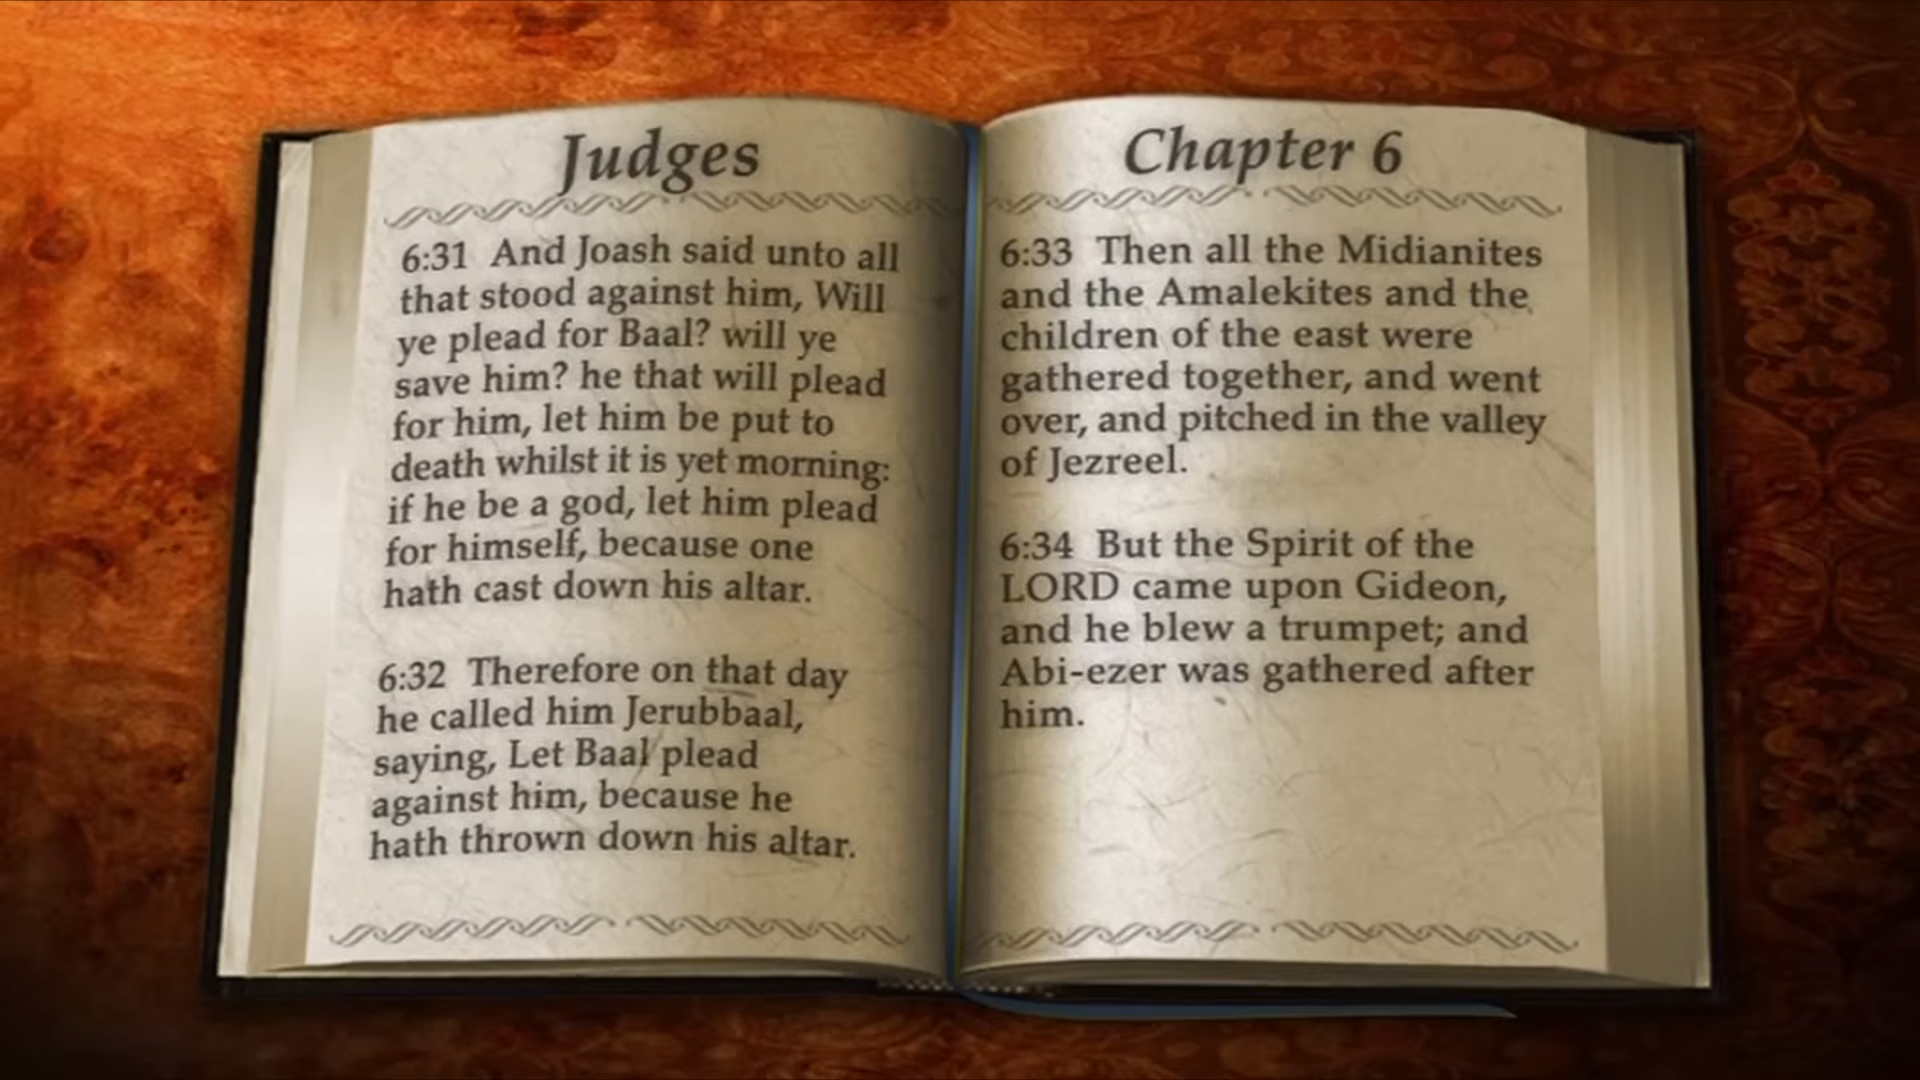 Judges
6:31 And Joash said unto all
that stood against him, Will
ye plead for Baal? will ye
save him? he that will plead
for him, let him be put to
death whilst it is yet morning:
if he be a god, let him plead
for himself, because one
hath cast down his altar.
6:32 Therefore on that day
he called him Jerubbaal,
saying, Let Baal plead
against him, because he
hath thrown down his altar.
Chapter 6
6:33 Then all the Midianites
and the Amalekites and the
children of the east were
gathered together, and went
over, and pitched in the valley
of Jezreel.
6:34 But the Spirit of the
LORD came upon Gideon,
and he blew a trumpet; and
Abi-ezer was gathered after
him.